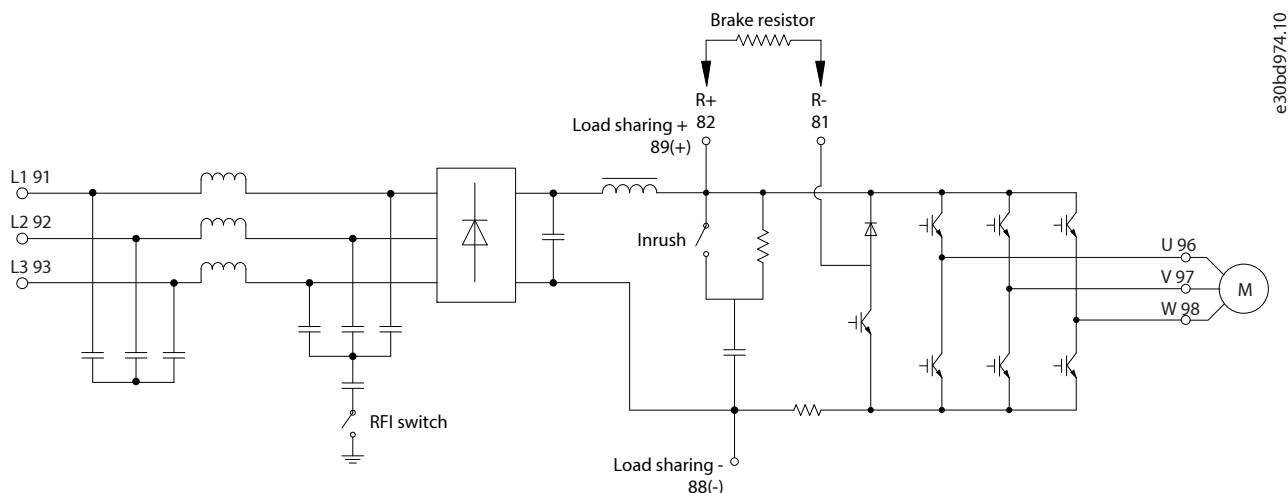 Brake resistor
e30bd974.10
R+
82
R-
81
Load sharing +
89(+)
L1 91
L2 92
L3 93
Inrush
U 96
V 97
W 98
M
RFI switch
Load sharing -
88(-)